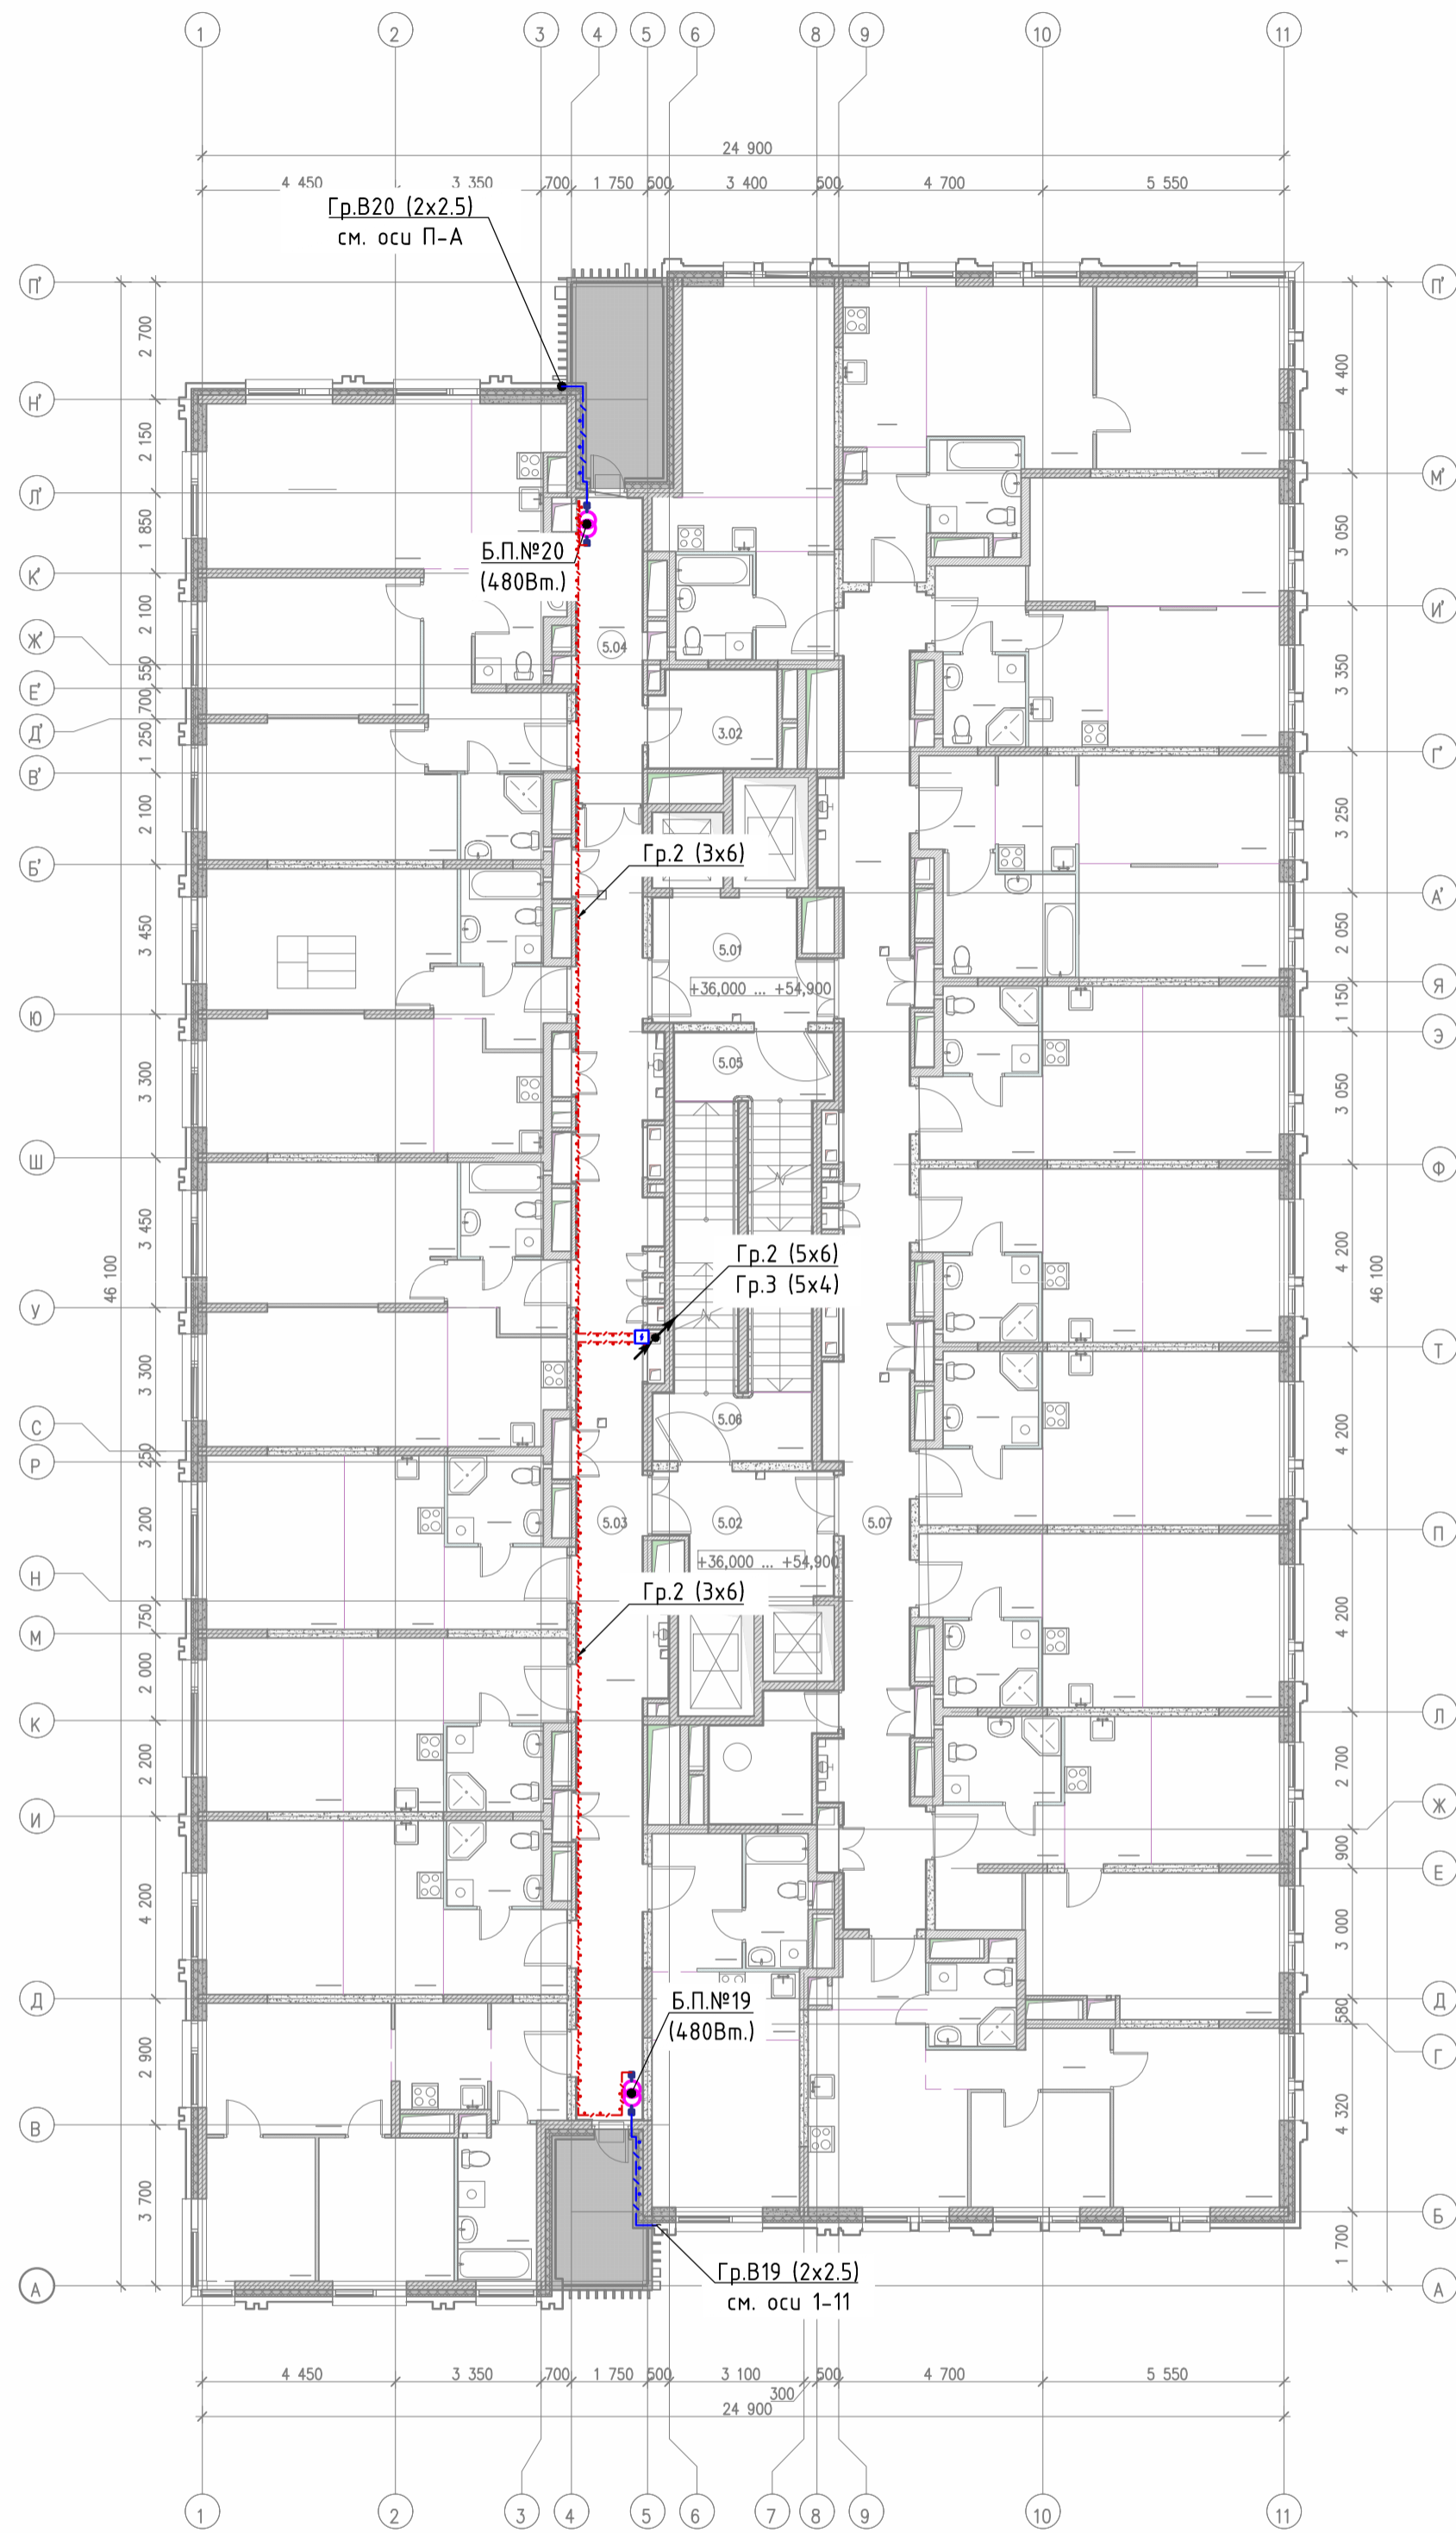 1 2 3 4 5 6 8 9 10 11
24 900
4 450 3 350 700 1 750 500 3 400 500 4 700 5 550
Гр.В20 (2х2.5)
см. оси П-А
П' П'
2 700
4 400
Н'
2 150
М'
Л'
1 850
3 050
Б.П.№20
(480Вт.)
К'
2 100
И'
Ж'
5.04
550
3 350
Е'
700
Д'
3.02
1 250
Г'
В'
2 100
3 250
Гр.2 (3х6)
Б'
А'
3 450
5.01
2 050
+36,000 ... +54,900
Я
1 150
Ю
Э
5.05
3 300
3 050
Ш
Ф
3 450
Гр.2 (5х6)
Гр.3 (5х4)
4 200
46 100
46 100
У
Т
3 300
5.06
С
4 200
250
Р
3 200
5.03 5.02 5.07
П
+36,000 ... +54,900
Н
Гр.2 (3х6)
750
4 200
М
2 000
К
Л
2 200
2 700
И
Ж
900
Е
4 200
3 000
Д
Д
Б.П.№19
(480Вт.)
580
Г
2 900
В
4 320
3 700
Б
1 700
Гр.В19 (2х2.5)
см. оси 1-11
А А
4 450 3 350 700 1 750 500 3 100 500 4 700 5 550
300
24 900
1 2 3 4 5 6 7 8 9 10 11